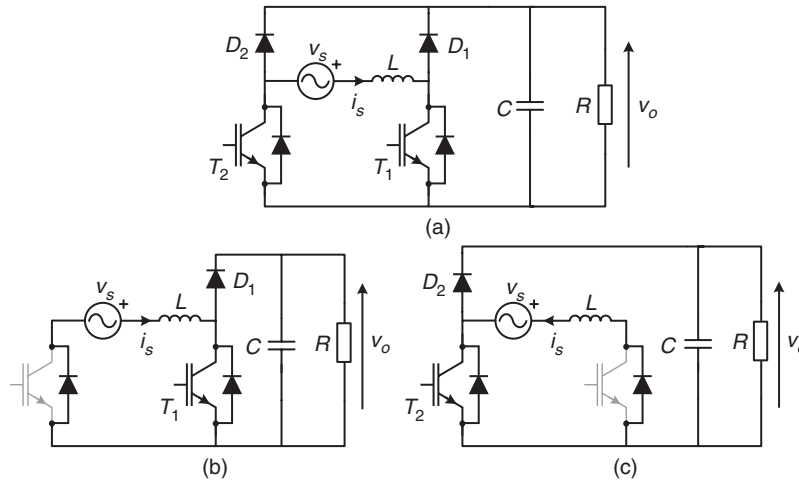 D2
vs
+
L
D1
is
C
R
vo
T2
T1
(a)
vs
+
L
D1
is
C
R
vo
T1
(b)
D2
vs
+
L
is
C
R
T2
(c)